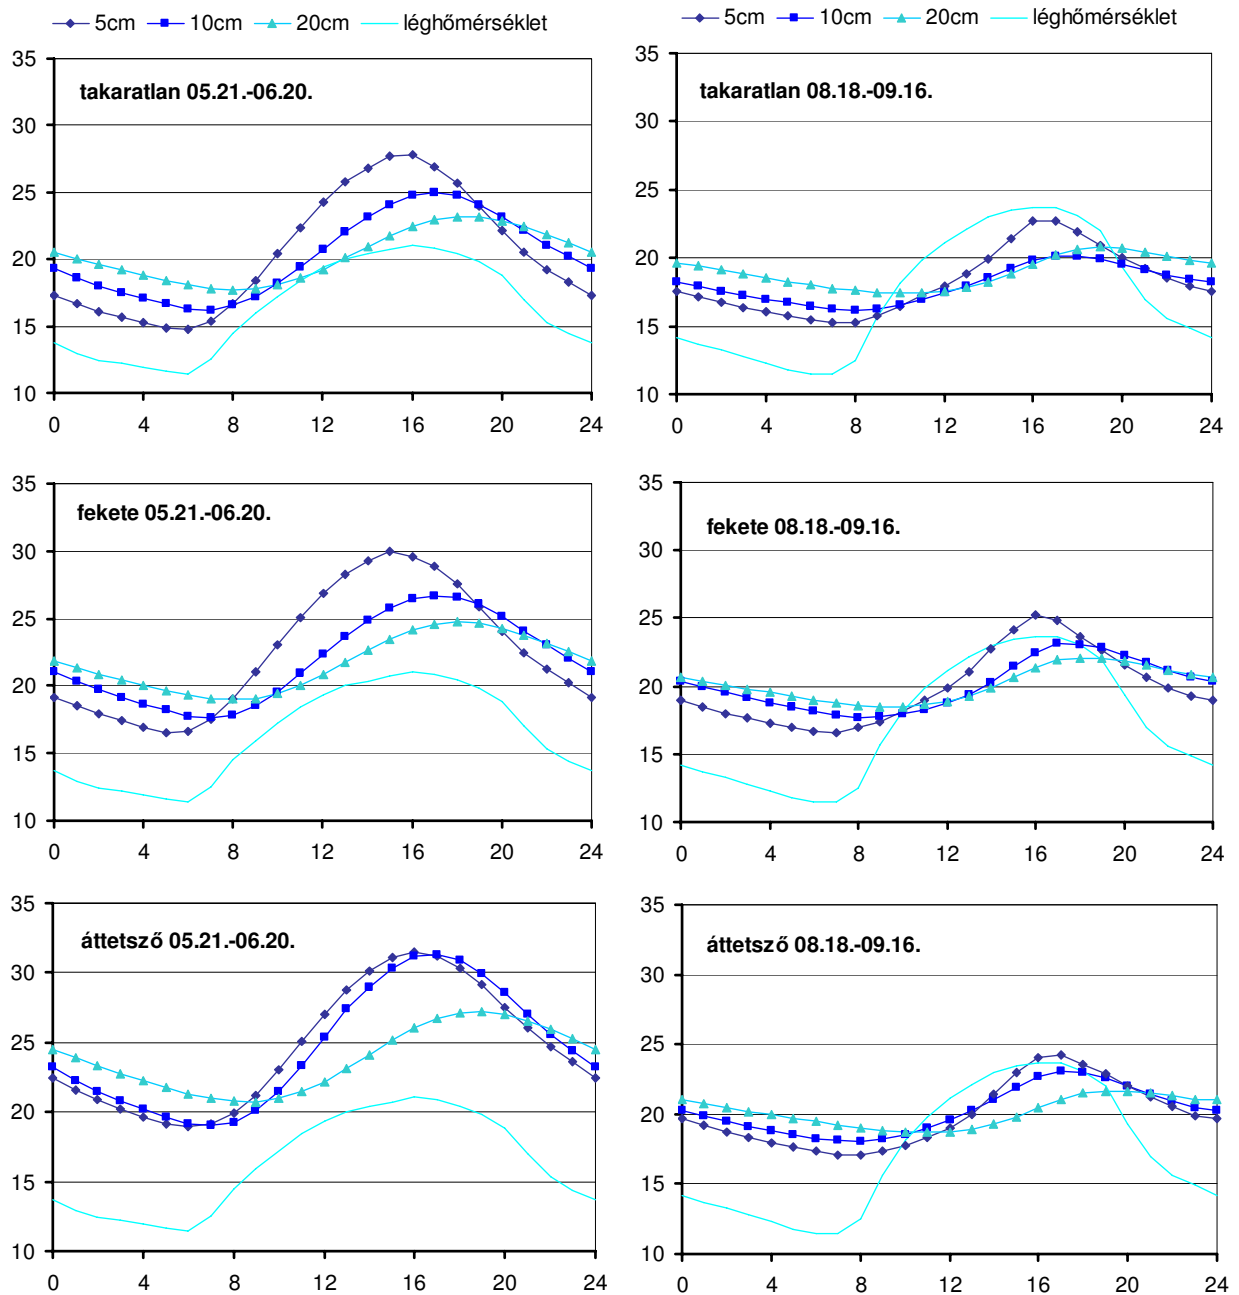 5cm 10cm 20cm léghőmérséklet
35
30
25
20
15
10
takaratlan 05.21.-06.20.
0 4 8 12 16 20 24
5cm 10cm 20cm léghőmérséklet
35
30
25
20
15
10
takaratlan 08.18.-09.16.
0 4 8 12 16 20 24
35
30
25
20
15
10
fekete 05.21.-06.20.
0 4 8 12 16 20 24
35
30
25
20
15
10
fekete 08.18.-09.16.
0 4 8 12 16 20 24
35
30
25
20
15
10
áttetsző 05.21.-06.20.
0 4 8 12 16 20 24
35
30
25
20
15
10
áttetsző 08.18.-09.16.
0 4 8 12 16 20 24